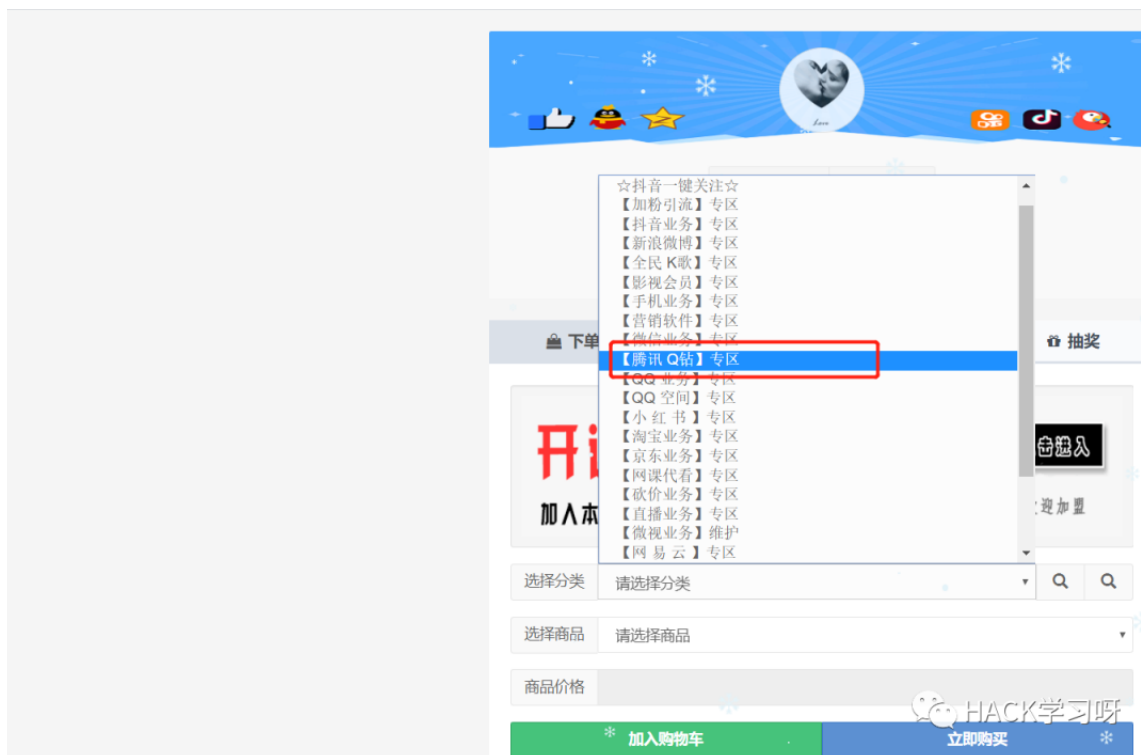 Love
☆抖音一键关注☆
【加粉引流】专区
【抖音业务】专区
【新浪微博】专区
【全民 K歌】专区
【影视会员】专区
【手机业务】专区
【营销软件】专区
【微信业务】专区
下单
抽奖
【腾讯 Q钻】专区
【QQ 业务】专区
【QQ 空间】专区
【小 红 书 】专区
【淘宝业务】专区
开
击进入
【京东业务】专区
【网课代看】专区
【砍价业务】专区
加入本
迎加盟
【直播业务】专区
【微视业务】维护
【网 易 云 】专区
选择分类 请选择分类
选择商品 请选择商品
商品价格
HACK学习呀
加入购物车 立即购买